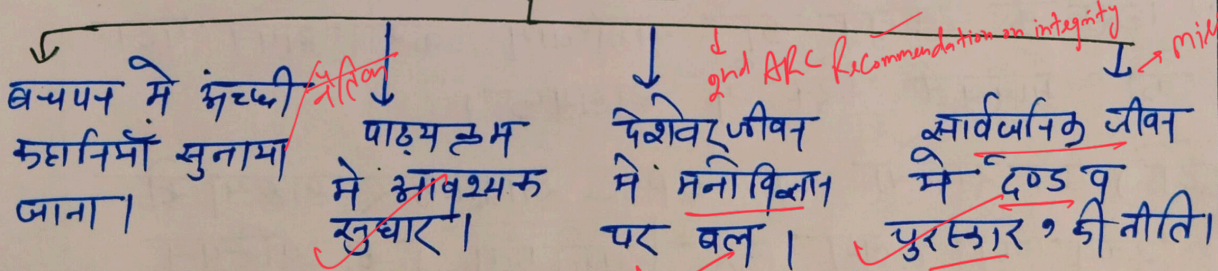 2nd ARC Recommendation on integrity
बचपन में अच्छी
कहानियाँ सुनाया
जाना।
नैतिक
पाठ्यक्रम
में आवश्यक
सुधार।
पेशेवर जीवन
में मनोविज्ञान
पर बल।
सार्वजनिक जीवन
में दण्ड व
पुरस्कार की नीति।